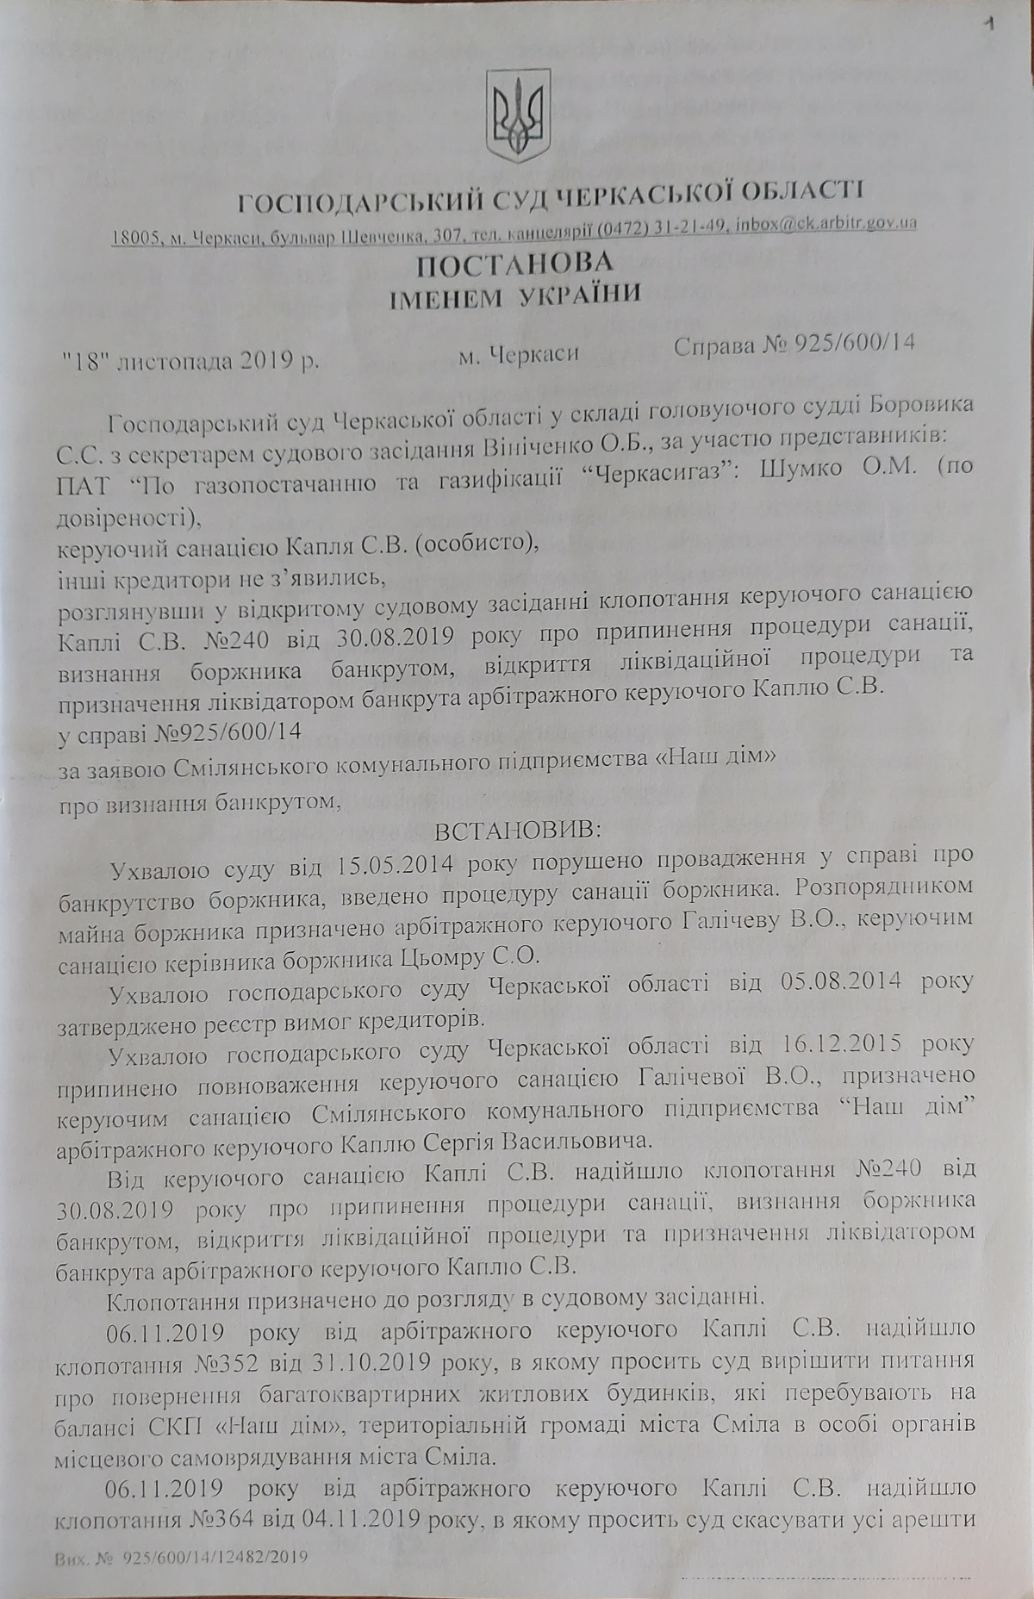 1
ГОСПОДАРСЬКИЙ СУД ЧЕРКАСЬКОЇ ОБЛАСТІ
18005, м. Черкаси, бульвар Шевченка, 307, тел. канцелярії (0472) 31-21-49, inbox@ck.arbitr.gov.ua
ПОСТАНОВА
ІМЕНЕМ УКРАЇНИ
"18" листопада 2019 р. м. Черкаси Справа № 925/600/14
Господарський суд Черкаської області у складі головуючого судді Боровика
С.С. з секретарем судового засідання Вініченко О.Б., за участю представників:
ПАТ “По газопостачанню та газифікації “Черкасигаз”: Шумко О.М. (по
довіреності),
керуючий санацією Капля С.В. (особисто),
інші кредитори не з’явились,
розглянувши у відкритому судовому засіданні клопотання керуючого санацією
Каплі С.В. №240 від 30.08.2019 року про припинення процедури санації,
визнання боржника банкрутом, відкриття ліквідаційної процедури та
призначення ліквідатором банкрута арбітражного керуючого Каплю С.В.
у справі №925/600/14
за заявою Смілянського комунального підприємства «Наш дім»
про визнання банкрутом,
ВСТАНОВИВ:
Ухвалою суду від 15.05.2014 року порушено провадження у справі про
банкрутство боржника, введено процедуру санації боржника. Розпорядником
майна боржника призначено арбітражного керуючого Галічеву В.О., керуючим
санацією керівника боржника Цьомру С.О.
Ухвалою господарського суду Черкаської області від 05.08.2014 року
затверджено реєстр вимог кредиторів.
Ухвалою господарського суду Черкаської області від 16.12.2015 року
припинено повноваження керуючого санацією Галічевої В.О., призначено
керуючим санацією Смілянського комунального підприємства “Наш дім”
арбітражного керуючого Каплю Сергія Васильовича.
Від керуючого санацією Каплі С.В. надійшло клопотання №240 від
30.08.2019 року про припинення процедури санації, визнання боржника
банкрутом, відкриття ліквідаційної процедури та призначення ліквідатором
банкрута арбітражного керуючого Каплю С.В.
Клопотання призначено до розгляду в судовому засіданні.
06.11.2019 року від арбітражного керуючого Каплі С.В. надійшло
клопотання №352 від 31.10.2019 року, в якому просить суд вирішити питання
про повернення багатоквартирних житлових будинків, які перебувають на
балансі СКП «Наш дім», територіальній громаді міста Сміла в особі органів
місцевого самоврядування міста Сміла.
06.11.2019 року від арбітражного керуючого Каплі С.В. надійшло
клопотання №364 від 04.11.2019 року, в якому просить суд скасувати усі арешти
Вих. № 925/600/14/12482/2019